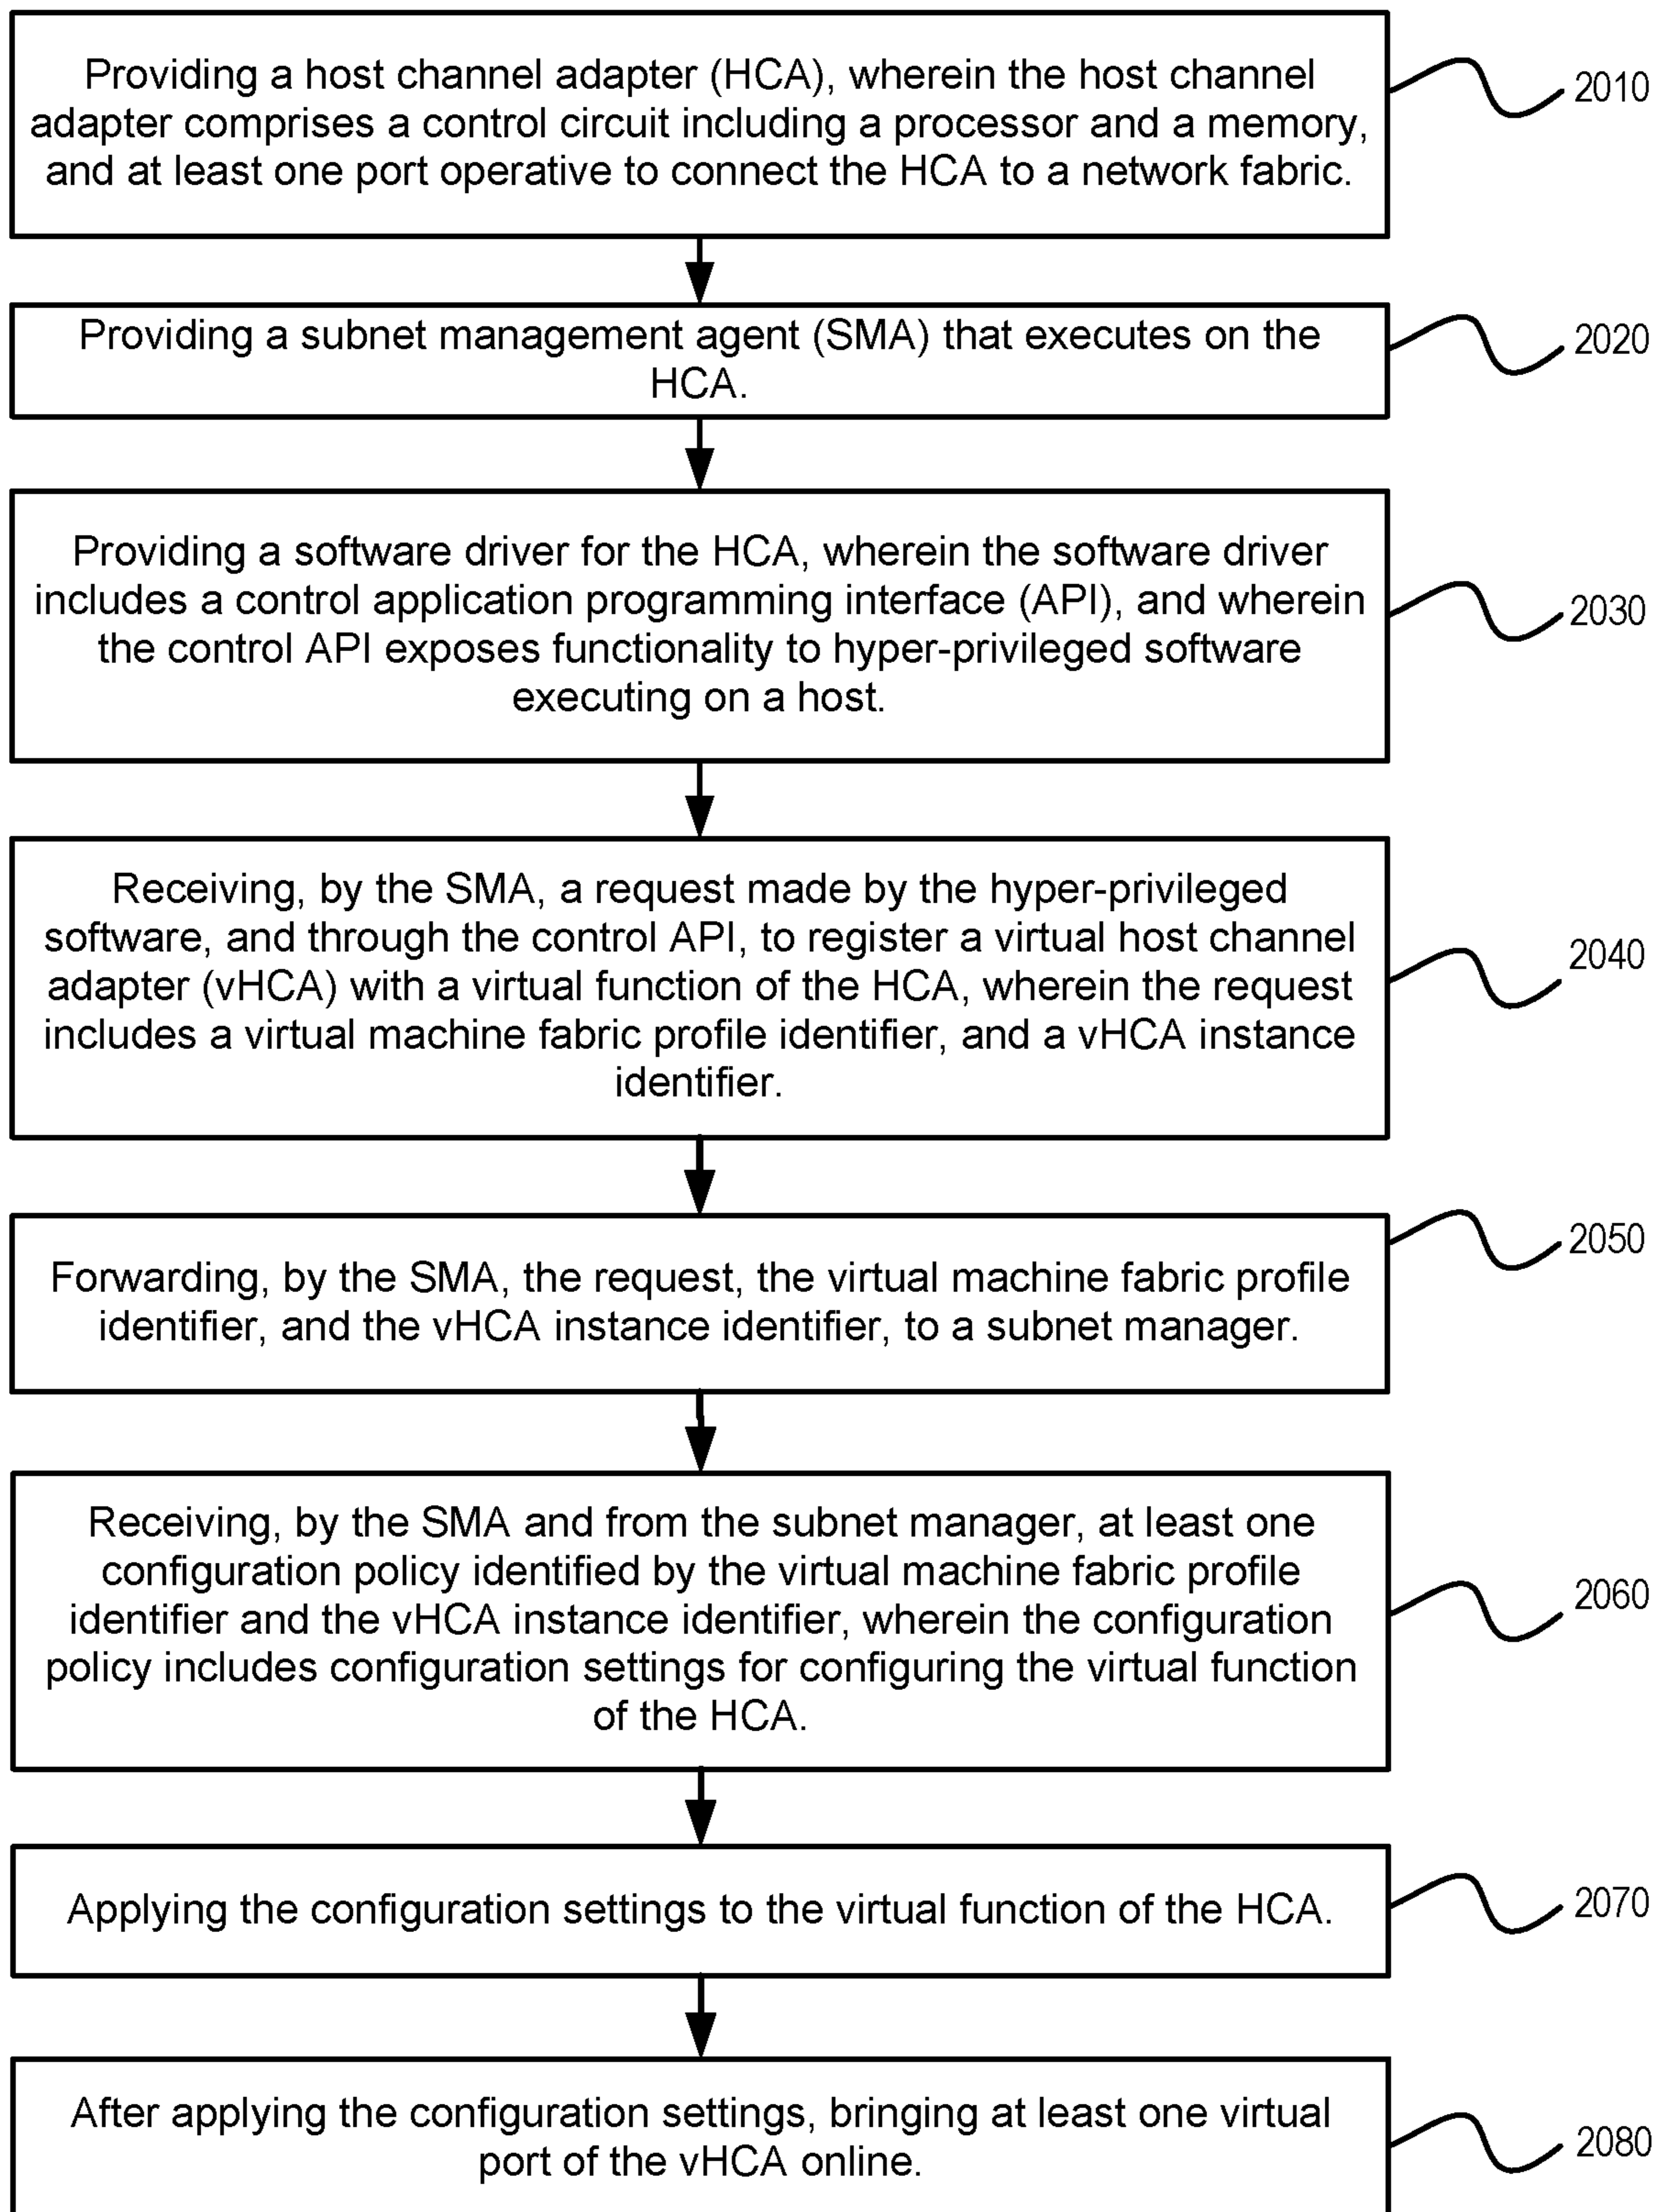 Providing a host channel adapter (HCA), wherein the host channel
adapter comprises a control circuit including a processor and a memory,
and at least one port operative to connect the HCA to a network fabric.
2010
Providing a subnet management agent (SMA) that executes on the
HCA.
2020
Providing a software driver for the HCA, wherein the software driver
includes a control application programming interface (API), and wherein
the control API exposes functionality to hyper-privileged software
executing on a host.
2030
Receiving, by the SMA, a request made by the hyper-privileged
software, and through the control API, to register a virtual host channel
adapter (vHCA) with a virtual function of the HCA, wherein the request
includes a virtual machine fabric profile identifier, and a vHCA instance
identifier.
2040
Forwarding, by the SMA, the request, the virtual machine fabric profile
identifier, and the vHCA instance identifier, to a subnet manager.
2050
Receiving, by the SMA and from the subnet manager, at least one
configuration policy identified by the virtual machine fabric profile
identifier and the vHCA instance identifier, wherein the configuration
policy includes configuration settings for configuring the virtual function
of the HCA.
2060
Applying the configuration settings to the virtual function of the HCA.
2070
After applying the configuration settings, bringing at least one virtual
port of the vHCA online.
2080